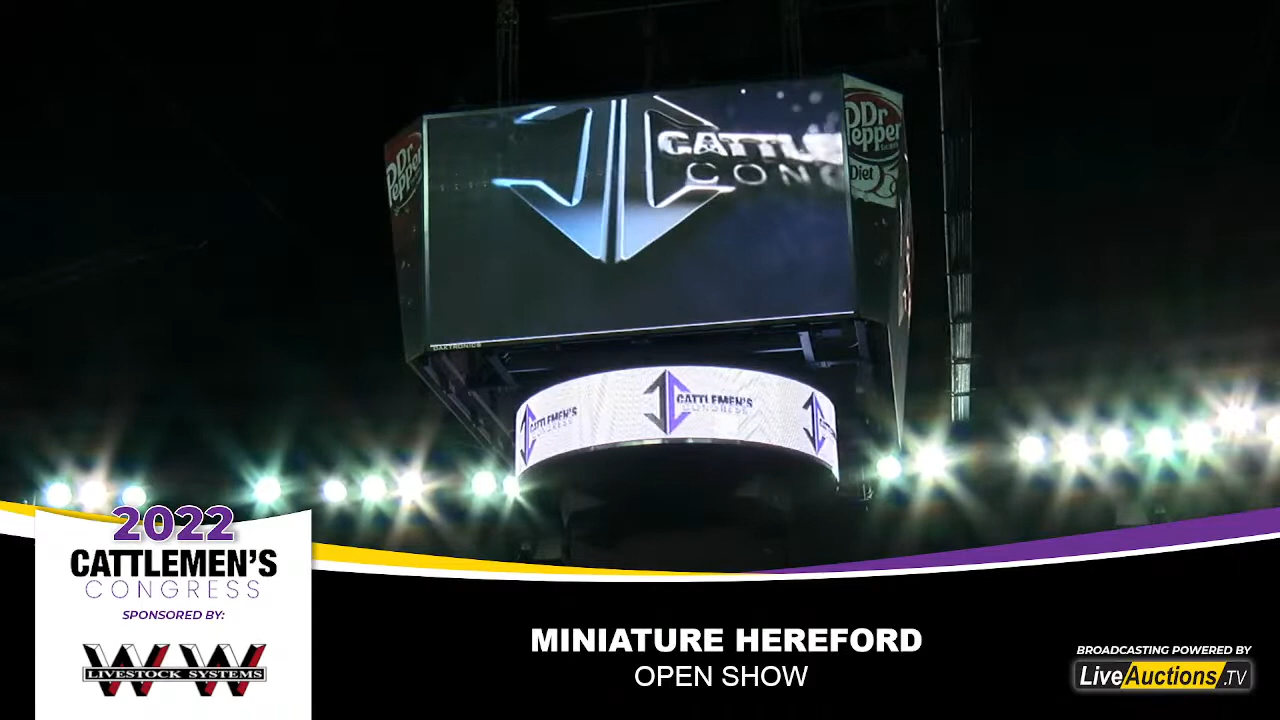 CATTLE
CON
DR
Pepper
DR
Pepper
Diet
DAKTRONICS
CATTLEMEN'S
CONGRESS
CATTLEMEN'S
CONGRESS
2022
CATTLEMEN'S
CONGRESS
SPONSORED BY:
WW
LIVESTOCK SYSTEMS
MINIATURE HEREFORD
OPEN SHOW
BROADCASTING POWERED BY
LiveAuctions.TV